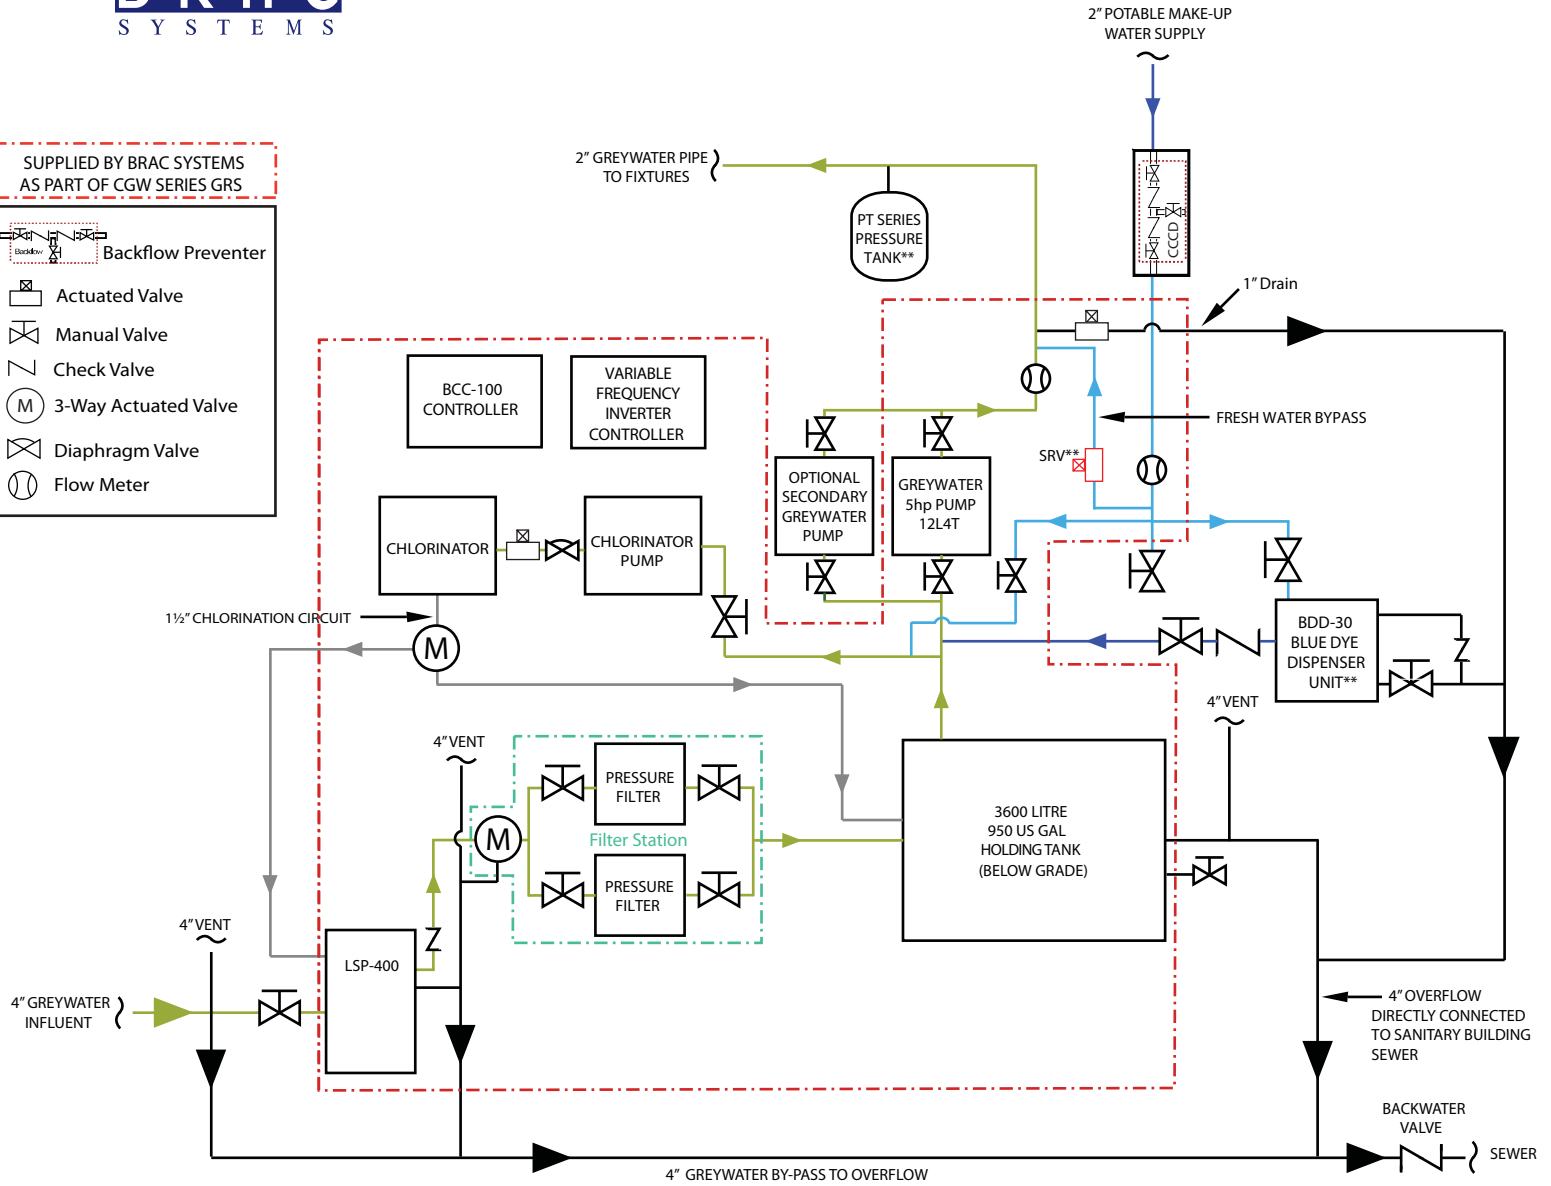 SYSTEMS
2" POTABLE MAKE-UP
WATER SUPPLY
SUPPLIED BY BRAC SYSTEMS
AS PART OF CGW SERIES GRS
Backflow
Backflow Preventer
Actuated Valve
Manual Valve
Check Valve
M
3-Way Actuated Valve
Diaphragm Valve
Flow Meter
2" GREYWATER PIPE
TO FIXTURES
PT SERIES
PRESSURE
TANK**
CCCD
1" Drain
BCC-100
CONTROLLER
VARIABLE
FREQUENCY
INVERTER
CONTROLLER
FRESH WATER BYPASS
SRV**
OPTIONAL
SECONDARY
GREYWATER
PUMP
GREYWATER
5hp PUMP
12L4T
CHLORINATOR
CHLORINATOR
PUMP
1½" CHLORINATION CIRCUIT
M
BDD-30
BLUE DYE
DISPENSER
UNIT**
4" VENT
4" VENT
PRESSURE
FILTER
M
Filter Station
PRESSURE
FILTER
3600 LITRE
950 US GAL
HOLDING TANK
(BELOW GRADE)
4" VENT
LSP-400
4" GREYWATER
INFLUENT
4" OVERFLOW
DIRECTLY CONNECTED
TO SANITARY BUILDING
SEWER
BACKWATER
VALVE
SEWER
4" GREYWATER BY-PASS TO OVERFLOW